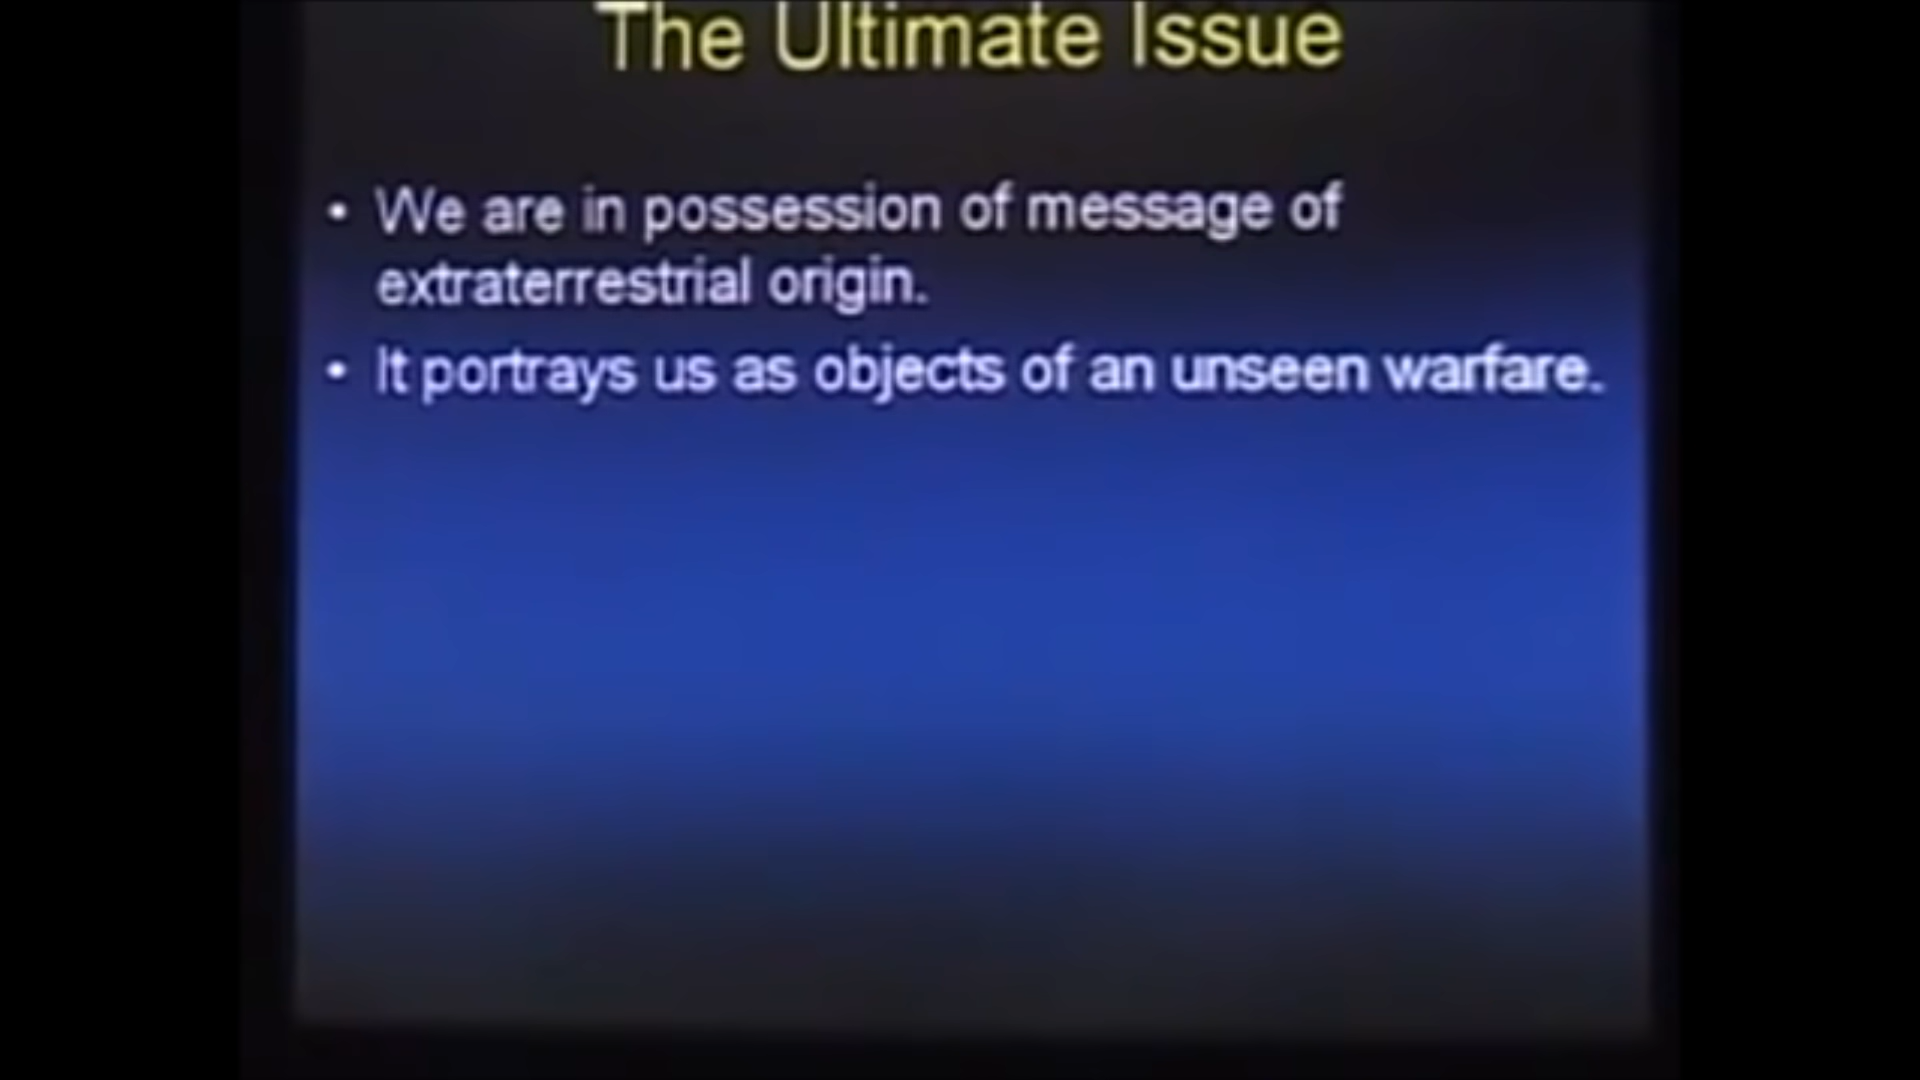 The Ultimate Issue
• We are in possession of message of
extraterrestrial origin.
• It portrays us as objects of an unseen warfare.